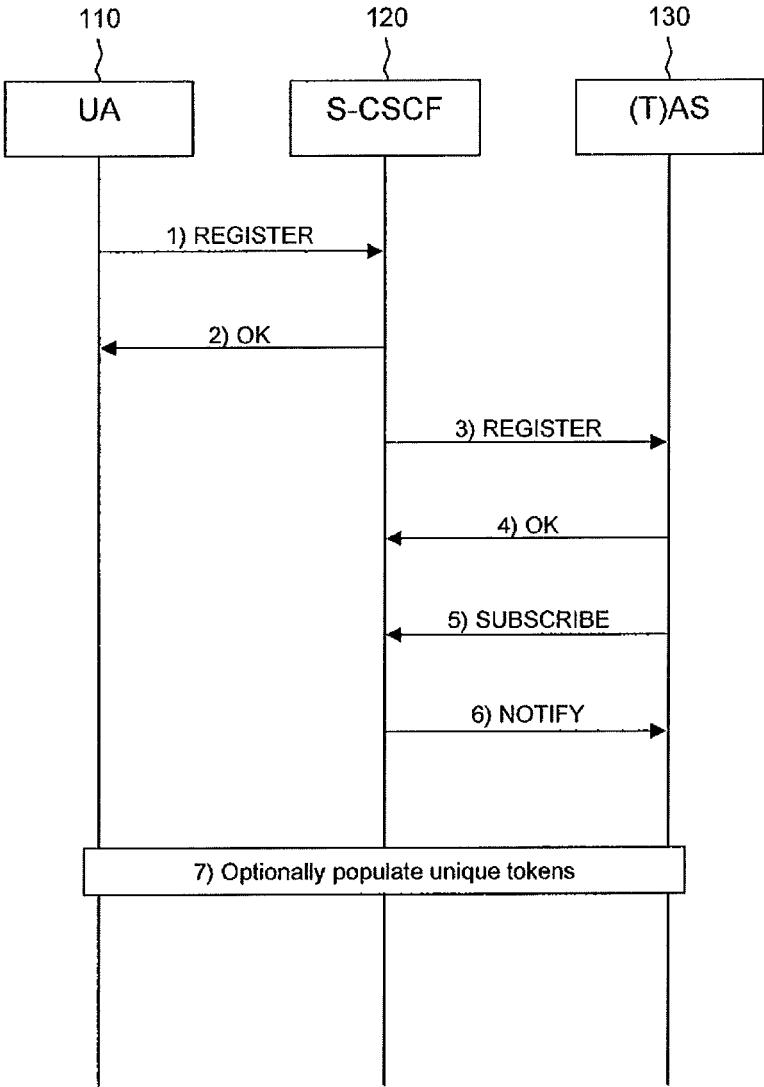 110
120
130
UA
S-CSCF
(T)AS
1) REGISTER
2) OK
3) REGISTER
4) OK
5) SUBSCRIBE
6) NOTIFY
7) Optionally populate unique tokens